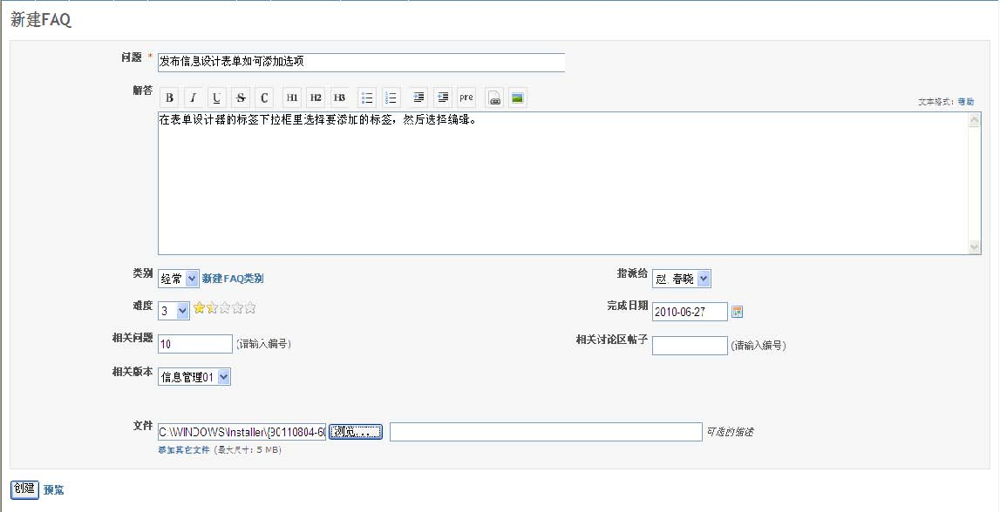 新建FAQ
问题 * 发布信息设计表单如何添加选项
解答 B I U S C H1 H2 H3 pre
文本格式: 帮助
在表单设计器的标签下拉框里选择要添加的标签，然后选择编辑。
类别 经常 新建FAQ类别 指派给 赵, 春晓
难度 3 完成日期 2010-06-27
相关问题 10 (请输入编号) 相关讨论区帖子 (请输入编号)
相关版本 信息管理01
文件 C:\WINDOWS\Installer\{90110804-60 浏览... 可选的描述
添加其它文件 (最大尺寸: 5 MB)
创建 预览